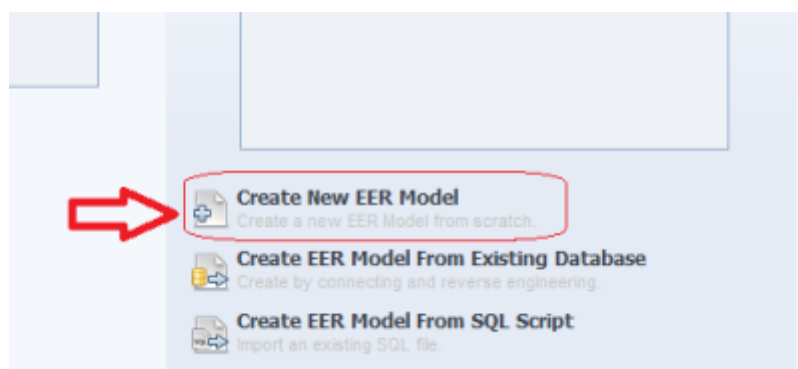 Create New EER Model
Create a new EER Model from scratch.
Create EER Model From Existing Database
Create by connecting and reverse engineering.
Create EER Model From SQL Script
Import an existing SQL file.